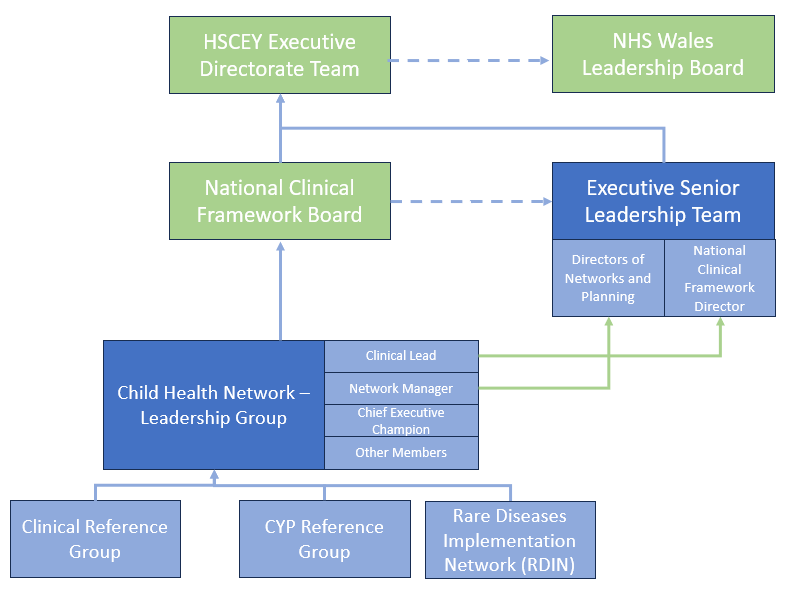 HSCEY Executive
Directorate Team
NHS Wales
Leadership Board
National Clinical
Framework Board
Executive Senior
Leadership Team
Directors of
Networks and
Planning
National
Clinical
Framework
Director
Child Health Network –
Leadership Group
Clinical Lead
Network Manager
Chief Executive
Champion
Other Members
Clinical Reference
Group
CYP Reference
Group
Rare Diseases
Implementation
Network (RDIN)